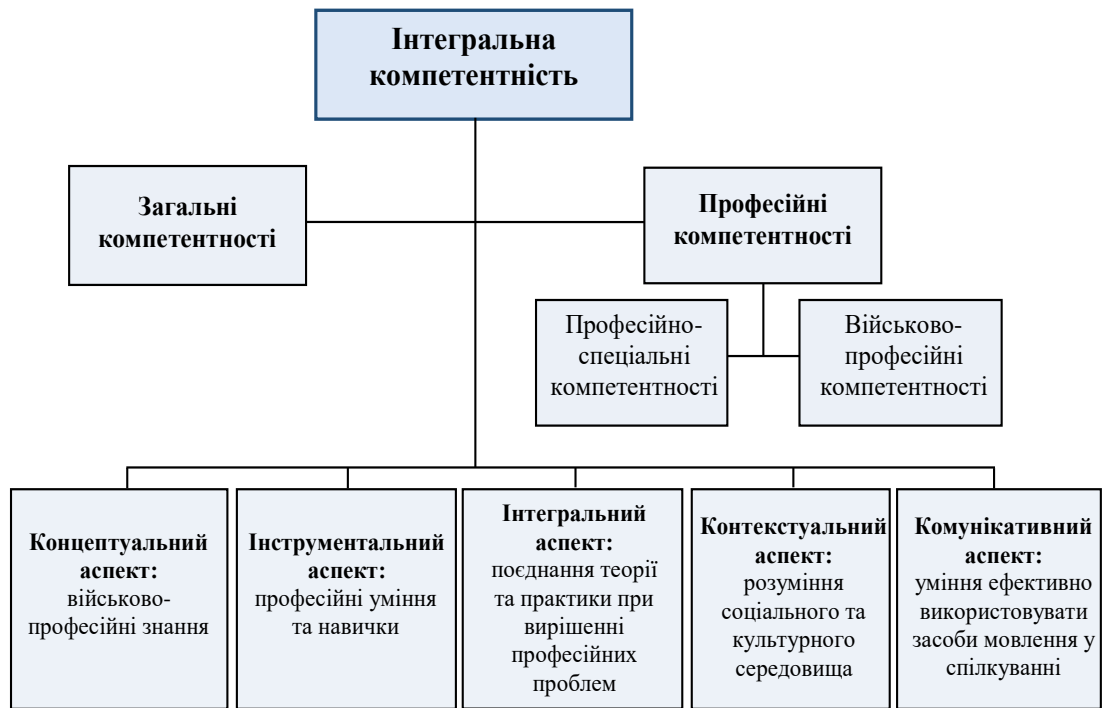 Інтегральна
компетентність
Загальні
компетентності
Професійні
компетентності
Професійно-
спеціальні
компетентності
Військово-
професійні
компетентності
Концептуальний
аспект:
військово-
професійні знання
Інструментальний
аспект:
професійні уміння
та навички
Інтегральний
аспект:
поєднання теорії
та практики при
вирішенні
професійних
проблем
Контекстуальний
аспект:
розуміння
соціального та
культурного
середовища
Комунікативний
аспект:
уміння ефективно
використовувати
засоби мовлення у
спілкуванні